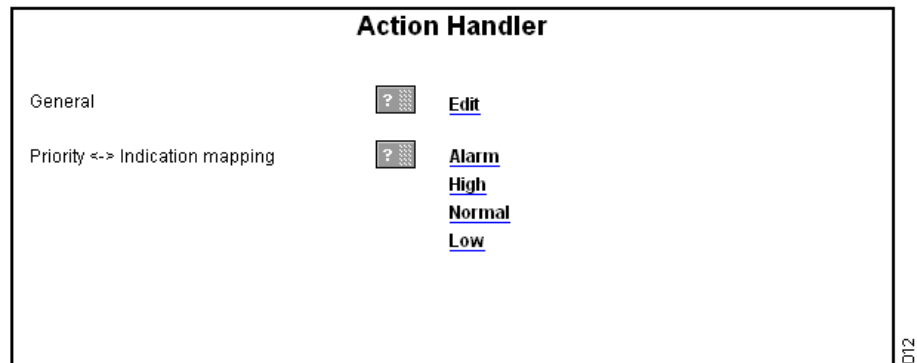 Action Handler
General ? Edit
Priority <-> Indication mapping ? Alarm
High
Normal
Low
012